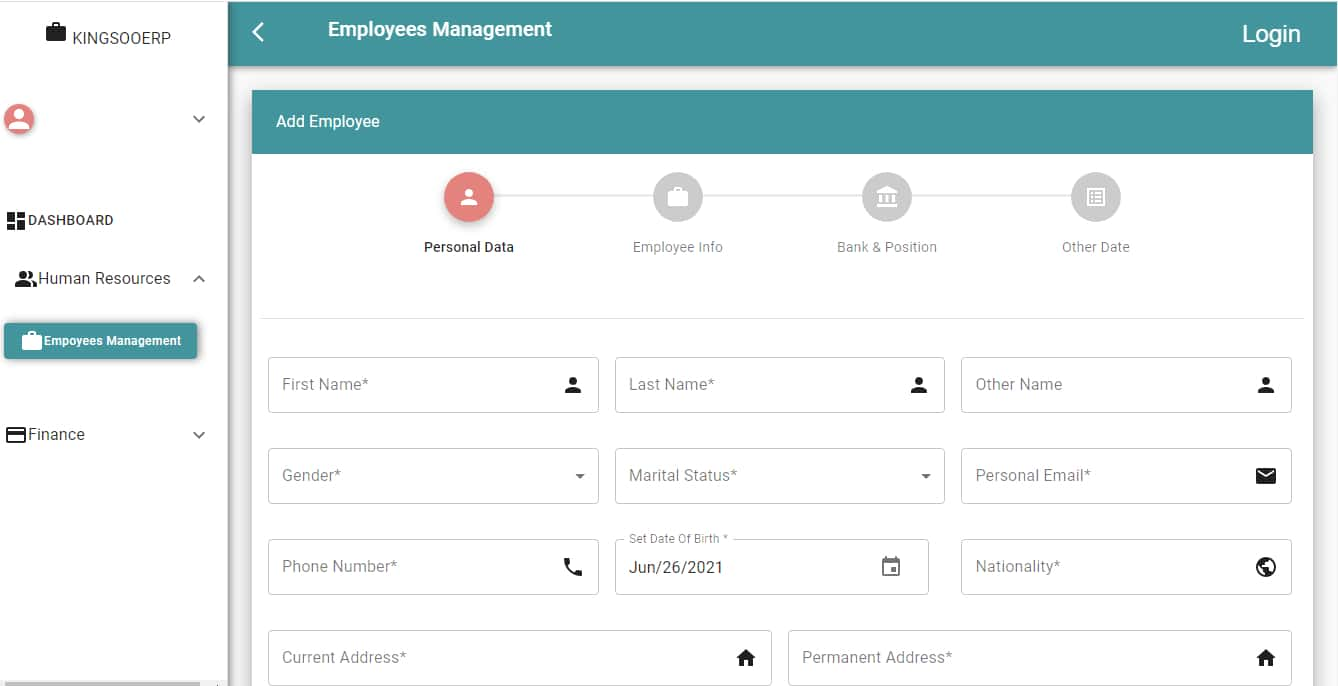 KINGSOOERP
Employees Management
Login
Add Employee
DASHBOARD
Human Resources
Empoyees Management
Finance
Personal Data
Employee Info
Bank & Position
Other Date
First Name*
Last Name*
Other Name
Gender*
Marital Status*
Personal Email*
Phone Number*
Set Date Of Birth *
Jun/26/2021
Nationality*
Current Address*
Permanent Address*